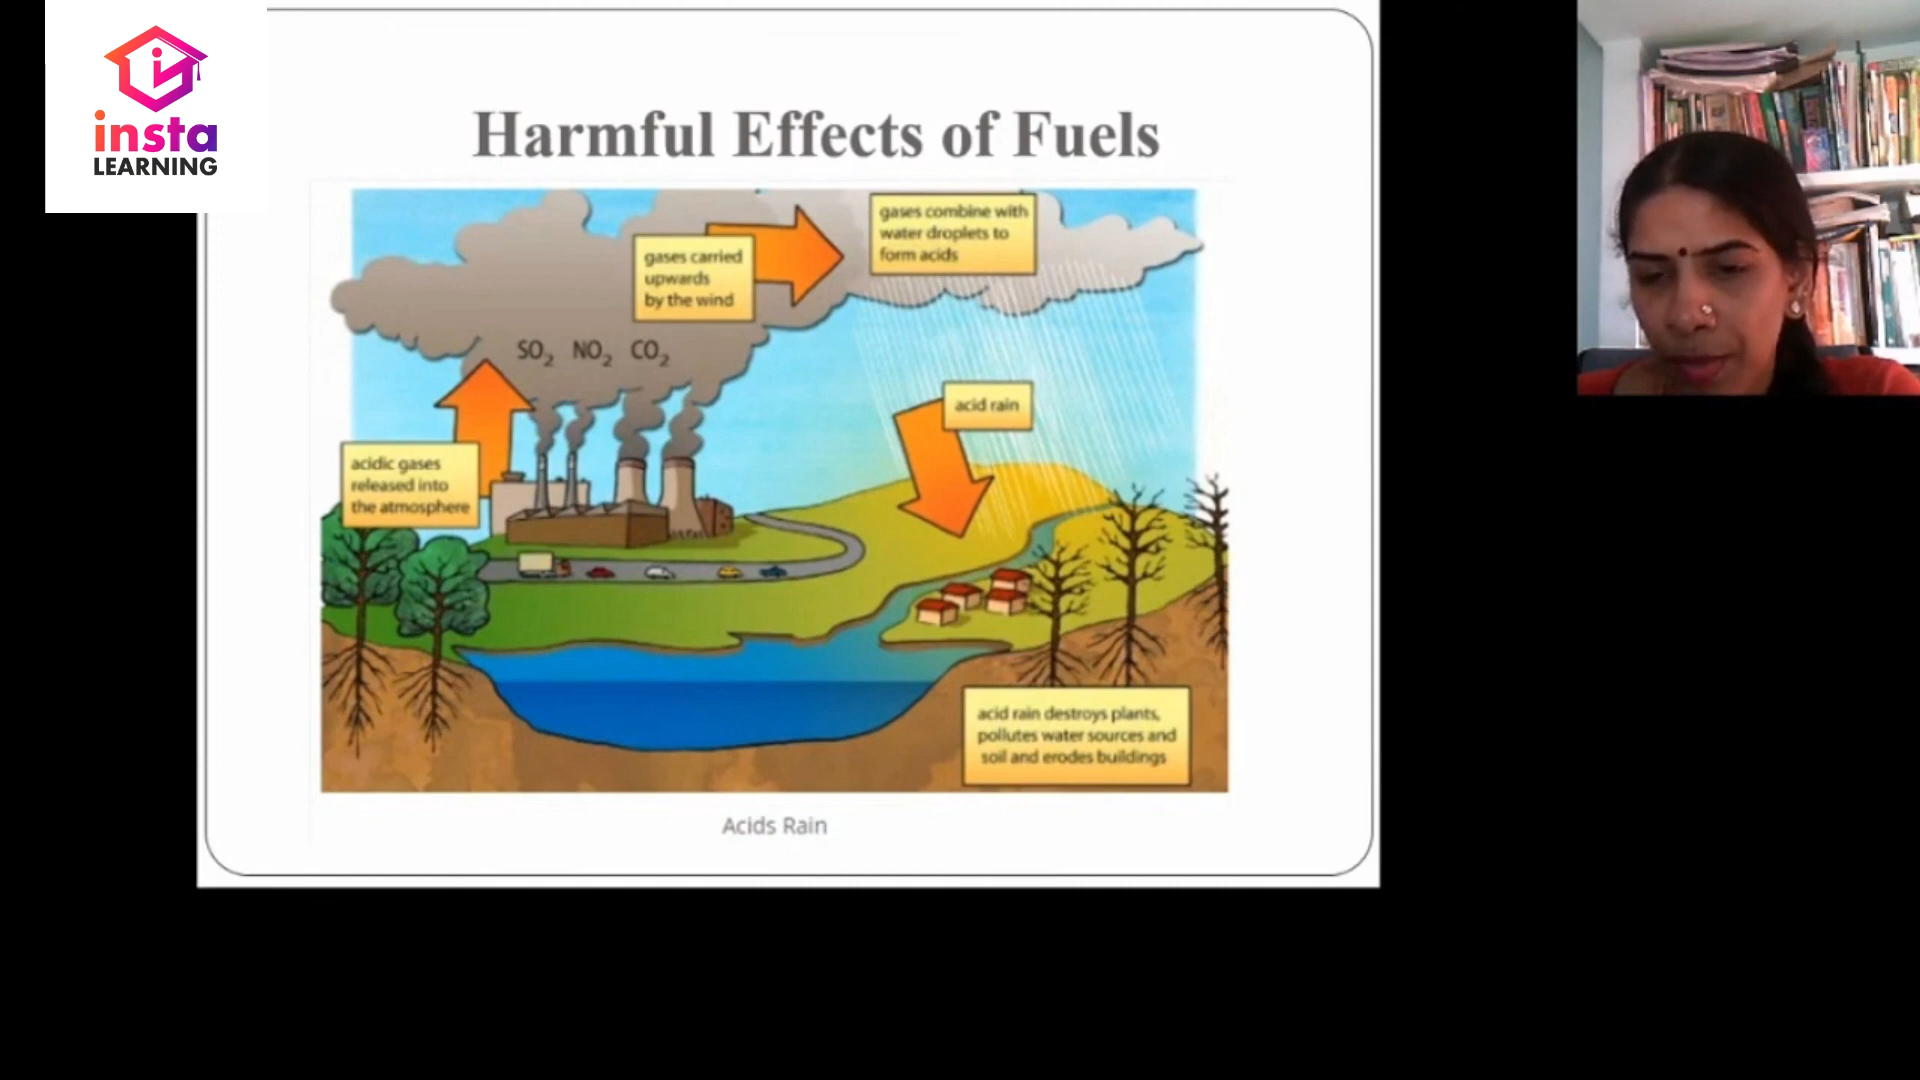 insta
LEARNING
Harmful Effects of Fuels
gases combine with
water droplets to
form acids
gases carried
upwards
by the wind
SO₂ NO₂ CO₂
acid rain
acidic gases
released into
the atmosphere
acid rain destroys plants,
pollutes water sources and
soil and erodes buildings
Acids Rain